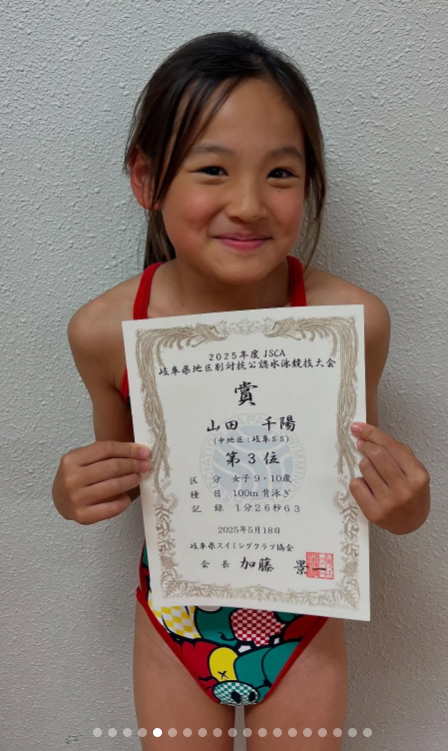 2025年度 JSCA
岐阜県地区別対抗公認水泳競技大会
賞
山田 千陽
(中地区:岐阜SS)
第3位
区 分 女子9・10歳
種 目 100m 背泳ぎ
記 録 1分26秒63
2025年5月18日
岐阜県スイミングクラブ協会
会長 加藤 景一